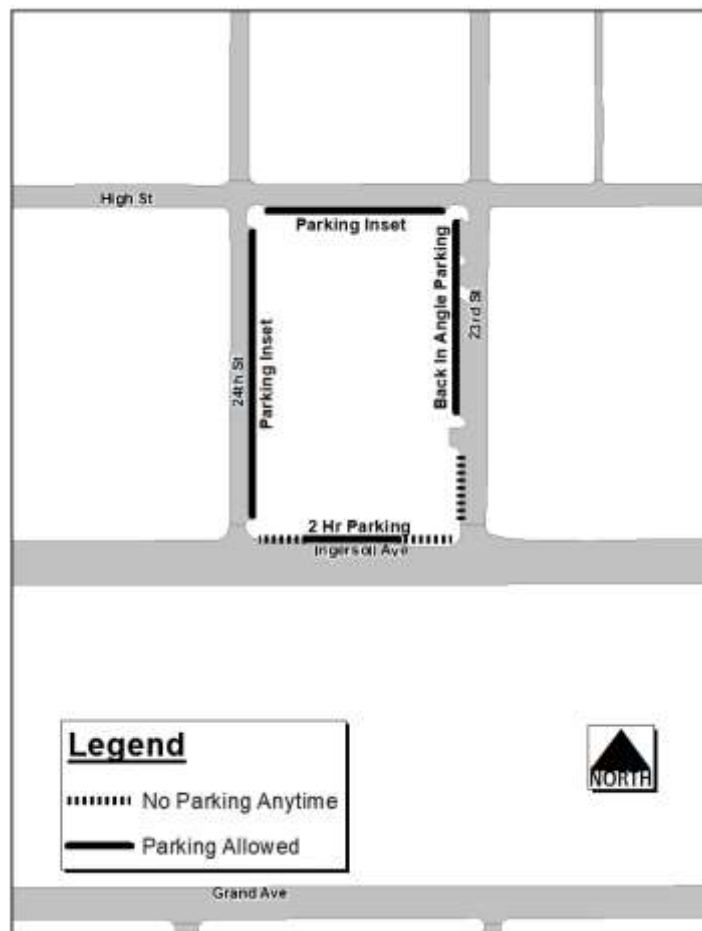 High St
Parking Inset
Back In Angle Parking
23rd St
24th St
Parking Inset
2 Hr Parking
Ingersoll Ave
Legend
No Parking Anytime
Parking Allowed
NORTH
Grand Ave